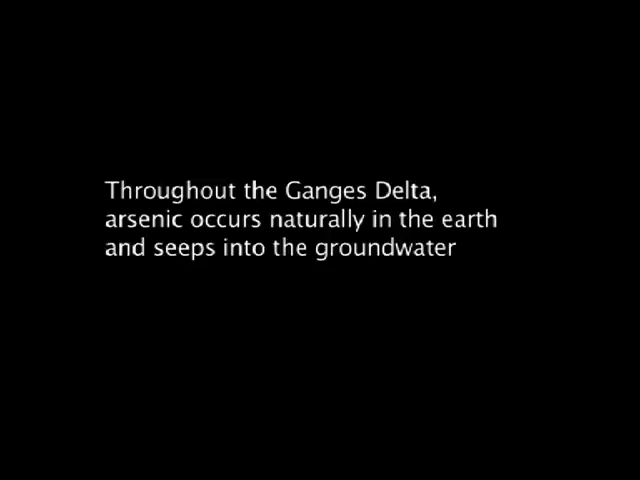 Throughout the Ganges Delta,
arsenic occurs naturally in the earth
and seeps into the groundwater